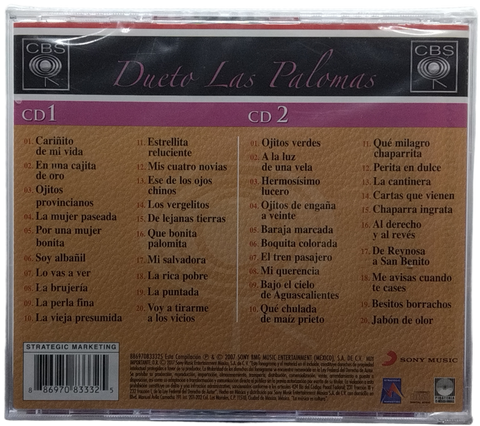 CBS
CBS
Dueto Las Palomas
CD1
CD 2
01. Cariñito
de mi vida
02. En una cajita
de oro
03. Ojitos
provincianos
04. La mujer paseada
05. Por una mujer
bonita
06. Soy albañil
07. Lo vas a ver
08. La brujería
09. La perla fina
10. La vieja presumida
11. Estrellita
reluciente
12. Mis cuatro novias
13. Ese de los ojos
chinos
14. Los vergelitos
15. De lejanas tierras
16. Que bonita
palomita
17. Mi salvadora
18. La rica pobre
19. La puntada
20. Voy a tirarme
a los vicios
01. Ojitos verdes
02. A la luz
de una vela
03. Hermosísimo
lucero
04. Ojitos de engaña
a veinte
05. Baraja marcada
06. Boquita colorada
07. El tren pasajero
08. Mi querencia
09. Bajo el cielo
de Aguascalientes
10. Qué chulada
de maíz prieto
11. Qué milagro
chaparrita
12. Perita en dulce
13. La cantinera
14. Cartas que vienen
15. Chaparra ingrata
16. Al derecho
y al revés
17. De Reynosa
a San Benito
18. Me avisas cuando
te cases
19. Besitos borrachos
20. Jabón de olor
STRATEGIC MARKETING
8 86970 83332 5
SONY MUSIC